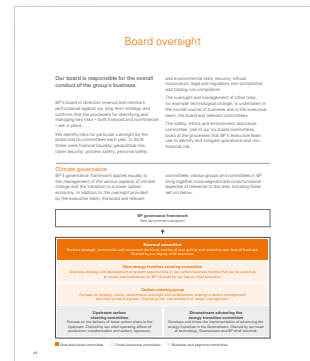 Board oversight
Our board is responsible for the overall
conduct of the group's business.
BP's board of directors reviews and monitors
performance against our long-term strategy and
confirms that the processes for identifying and
managing key risks – both financial and non-financial
– are in place.
We identify risks for particular oversight by the
board and its committees each year. In 2018
these were financial liquidity, geopolitical risk,
cyber security, process safety, personal safety
and environmental risks, security, ethical
misconduct, legal and regulatory non-compliance,
and trading non-compliance.
The oversight and management of other risks,
for example technological change, is undertaken in
the normal course of business and in the executive
team, the board and relevant committees.
The safety, ethics and environment assurance
committee, one of our six board committees,
looks at the processes that BP's executive team
use to identify and mitigate operational and non-
financial risk.
Climate governance
BP's governance framework applies equally to
the management of the various aspects of climate
change and the transition to a lower carbon
economy. In addition to the oversight provided
by the executive team, the board and relevant
committees, various groups and committees in BP
bring together cross-segment and cross-functional
expertise of relevance to this area, including those
set out below.
BP governance framework
Renewal committee
New energy frontiers steering committee
Carbon steering group
Upstream carbon
steering committee
Downstream advancing the
energy transition committee
Executive-level committee
Cross-functional committee
Business and segment committee